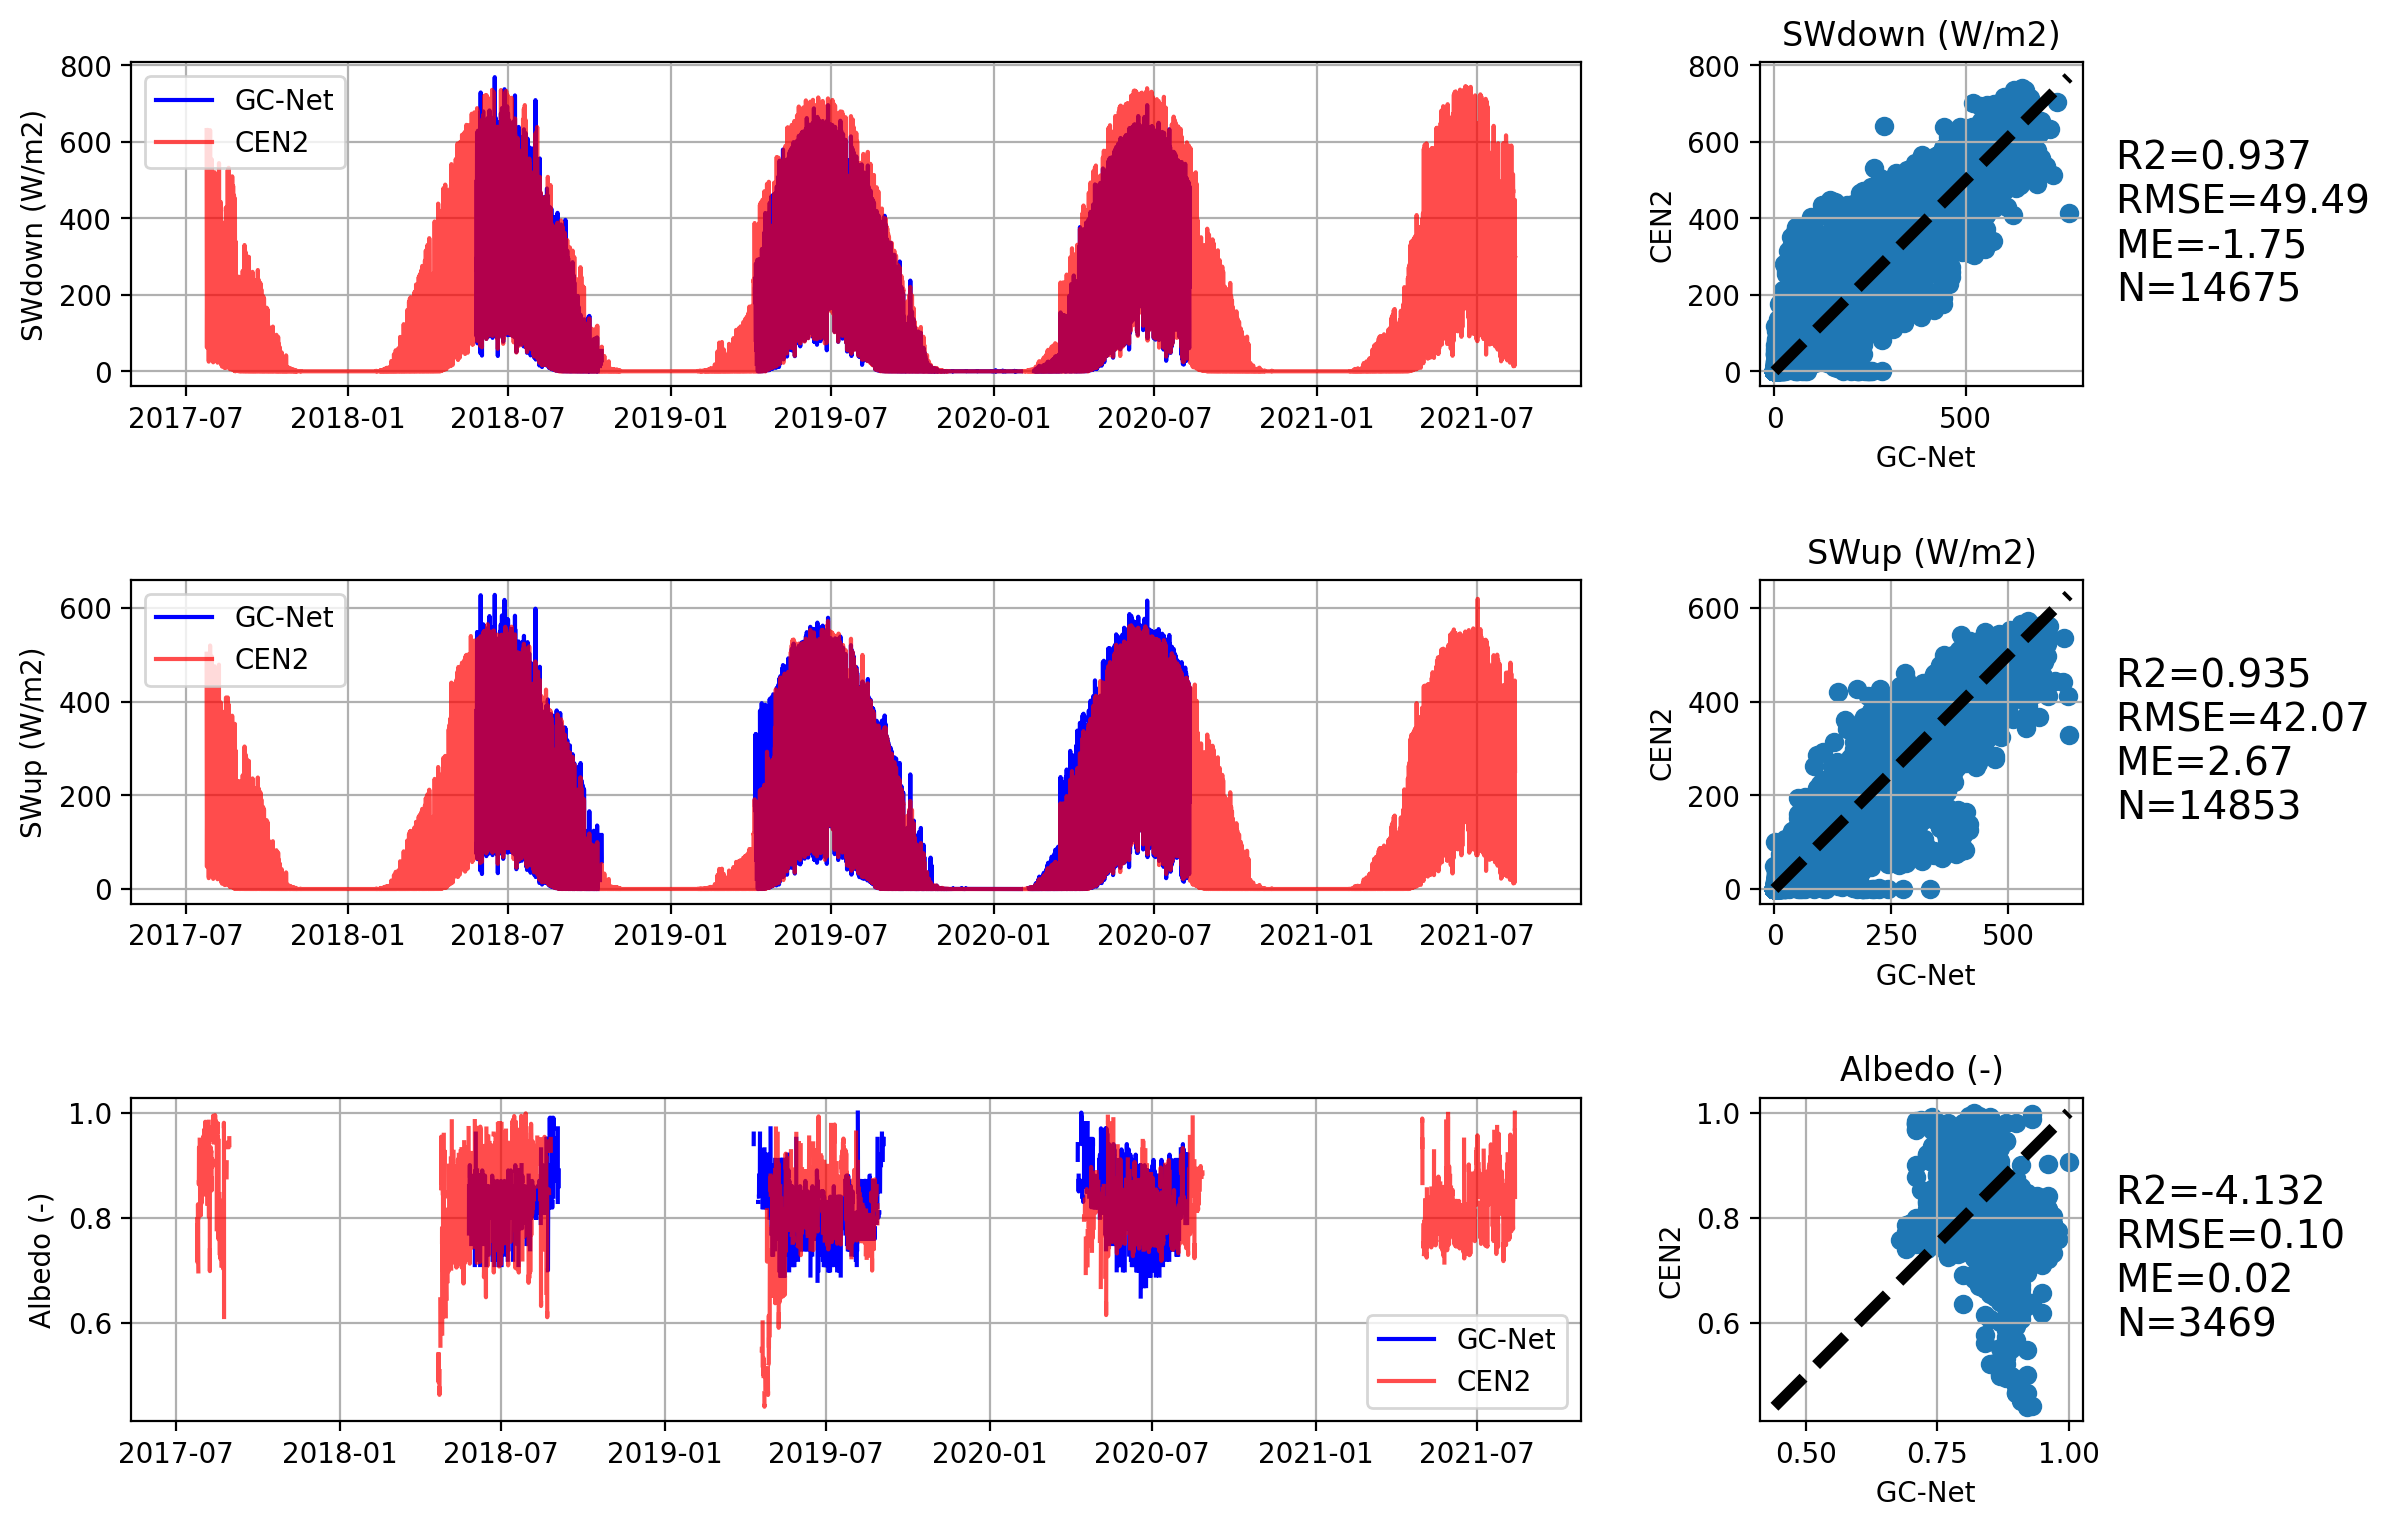 SWdown (W/m2)
800
600
400
200
0
SWdown (W/m2)
GC-Net
CEN2
2017-07 2018-01 2018-07 2019-01 2019-07 2020-01 2020-07 2021-01 2021-07
800
600
400
200
0
CEN2
0 500
GC-Net
R2=0.937
RMSE=49.49
ME=-1.75
N=14675
SWup (W/m2)
600
400
200
0
SWup (W/m2)
GC-Net
CEN2
2017-07 2018-01 2018-07 2019-01 2019-07 2020-01 2020-07 2021-01 2021-07
600
400
200
0
CEN2
0 250 500
GC-Net
R2=0.935
RMSE=42.07
ME=2.67
N=14853
Albedo (-)
1.0
0.8
0.6
Albedo (-)
GC-Net
CEN2
2017-07 2018-01 2018-07 2019-01 2019-07 2020-01 2020-07 2021-01 2021-07
1.0
0.8
0.6
CEN2
0.50 0.75 1.00
GC-Net
R2=-4.132
RMSE=0.10
ME=0.02
N=3469